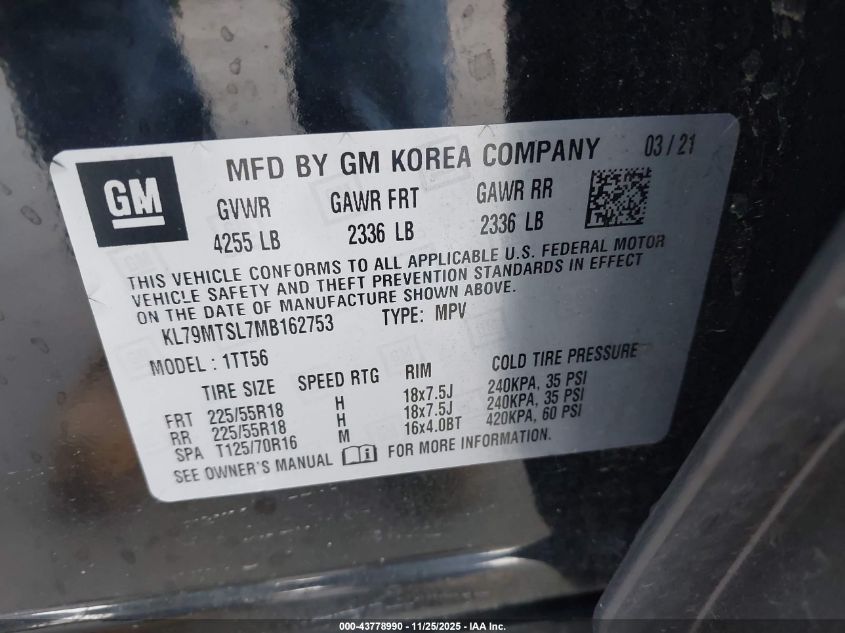 GM
MFD BY GM KOREA COMPANY 03/21
GVWR GAWR FRT GAWR RR
4255 LB 2336 LB 2336 LB
THIS VEHICLE CONFORMS TO ALL APPLICABLE U.S. FEDERAL MOTOR
VEHICLE SAFETY AND THEFT PREVENTION STANDARDS IN EFFECT
ON THE DATE OF MANUFACTURE SHOWN ABOVE.
KL79MTSL7MB162753 TYPE: MPV
MODEL: 1TT56
TIRE SIZE SPEED RTG RIM COLD TIRE PRESSURE
FRT 225/55R18 H 18x7.5J 240KPA, 35 PSI
RR 225/55R18 H 18x7.5J 240KPA, 35 PSI
SPA T125/70R16 M 16x4.0BT 420KPA, 60 PSI
SEE OWNER'S MANUAL FOR MORE INFORMATION.
000-43778990 - 11/25/2025 - IAA Inc.